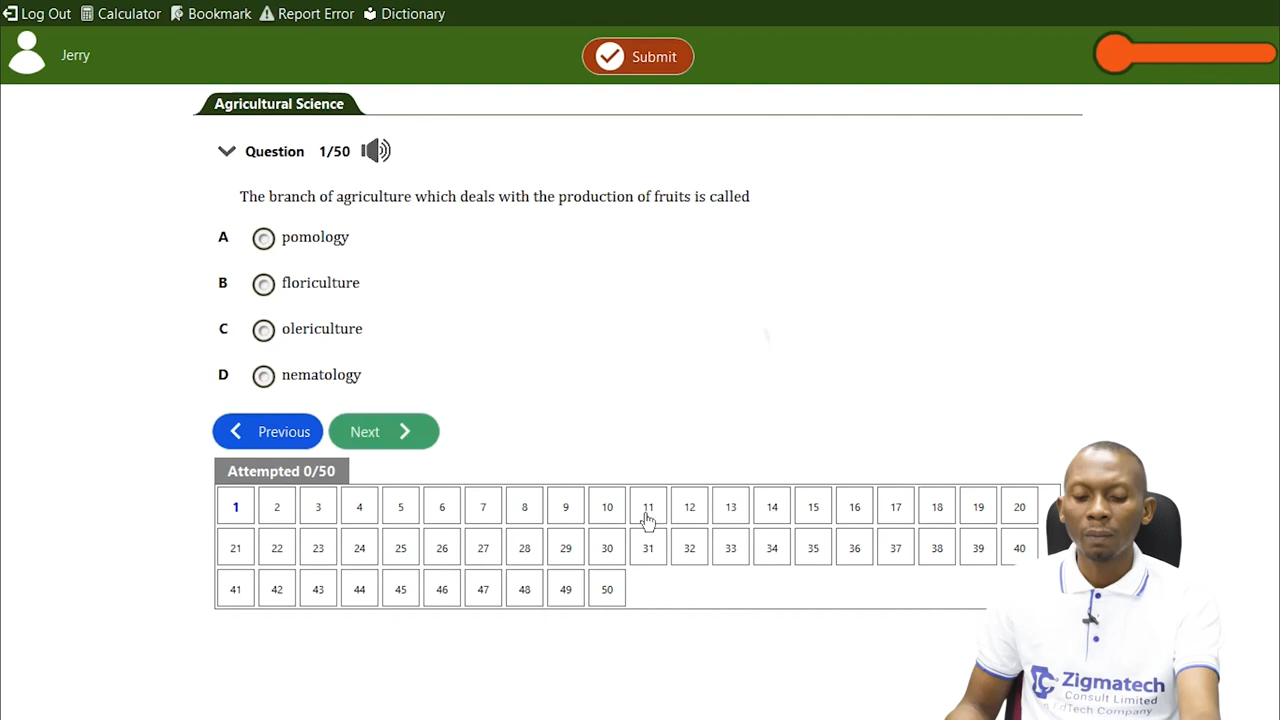 Log Out Calculator Bookmark Report Error Dictionary
Jerry
Submit
Agricultural Science
Question 1/50
The branch of agriculture which deals with the production of fruits is called
A pomology
B floriculture
C olericulture
D nematology
Previous Next
Attempted 0/50
1 2 3 4 5 6 7 8 9 10 11 12 13 14 15 16 17 18 19 20
21 22 23 24 25 26 27 28 29 30 31 32 33 34 35 36 37 38 39 40
41 42 43 44 45 46 47 48 49 50
Zigmatech
Consult Limited
n EdTech Company